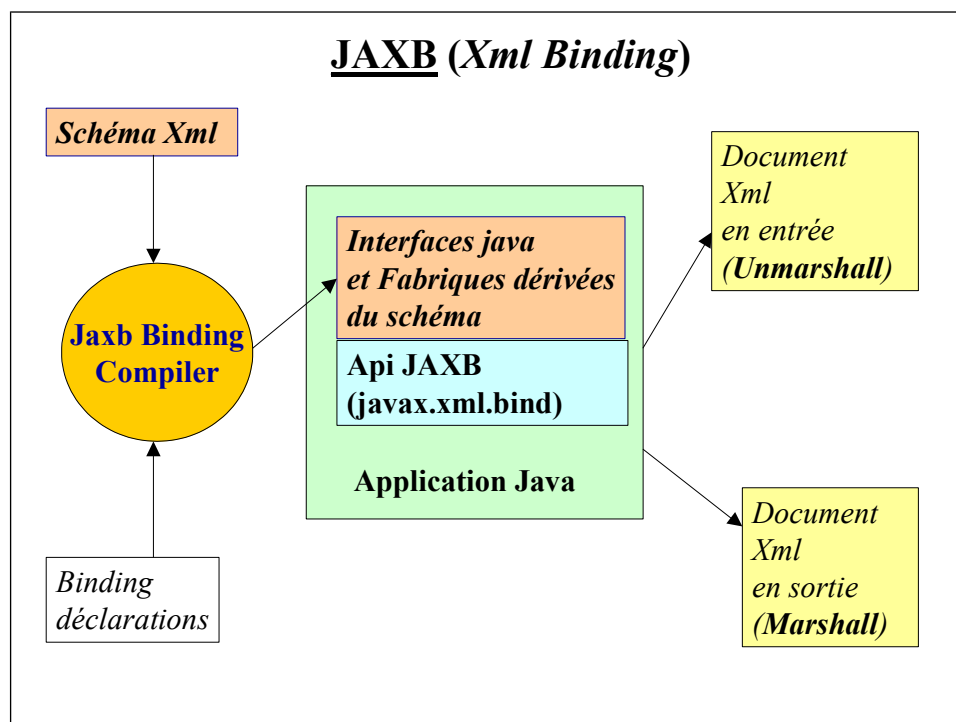 JAXB (Xml Binding)
Schéma Xml
Jaxb Binding
Compiler
Binding
déclarations
Interfaces java
et Fabriques dérivées
du schéma
Api JAXB
(javax.xml.bind)
Application Java
Document
Xml
en entrée
(Unmarshall)
Document
Xml
en sortie
(Marshall)